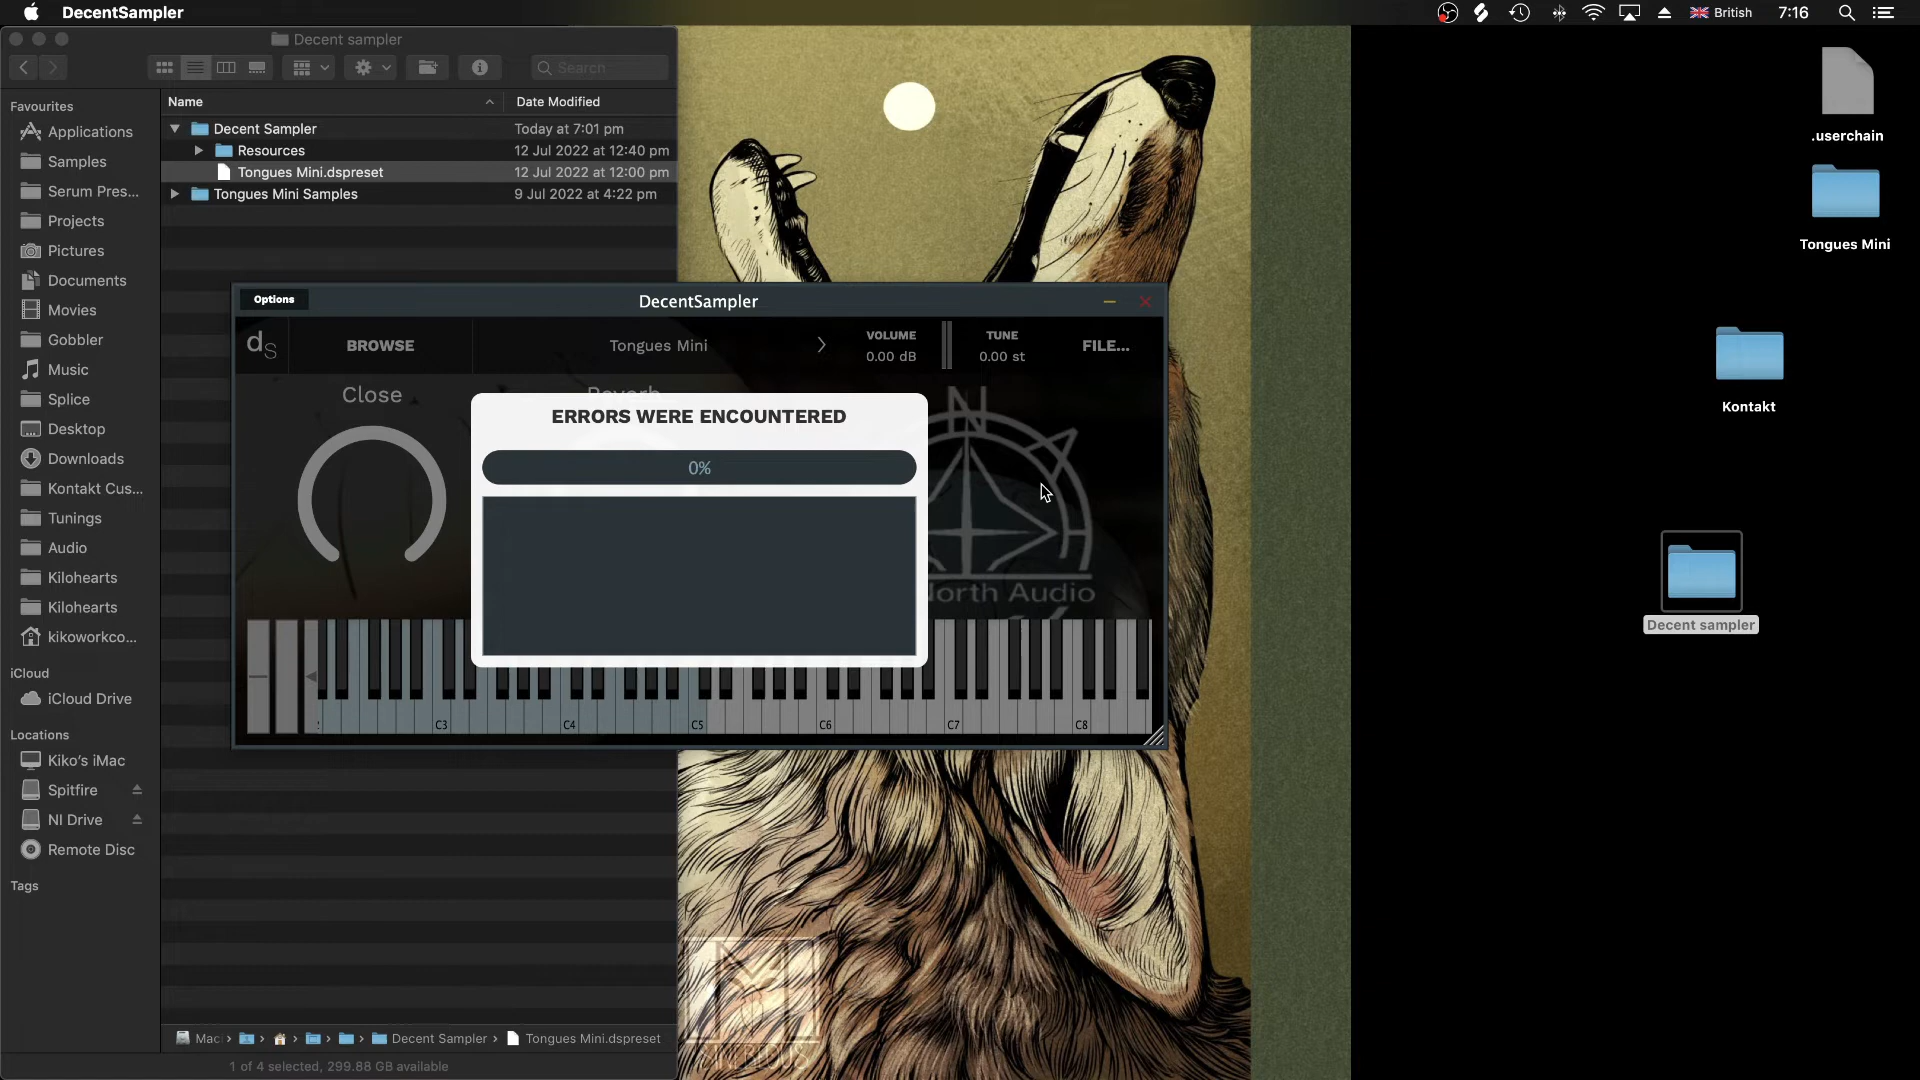 DecentSampler
British
7:16
Decent sampler
Search
Favourites
Applications
Samples
Serum Pres...
Projects
Pictures
Documents
Movies
Gobbler
Music
Splice
Desktop
Downloads
Kontakt Cus...
Tunings
Audio
Kilohearts
Kilohearts
kikoworkco...
iCloud
iCloud Drive
Locations
Kiko's iMac
Spitfire
NI Drive
Remote Disc
Tags
Name
Date Modified
Decent Sampler
Today at 7:01 pm
Resources
12 Jul 2022 at 12:40 pm
Tongues Mini.dspreset
12 Jul 2022 at 12:00 pm
Tongues Mini Samples
9 Jul 2022 at 4:22 pm
Options
DecentSampler
ds
BROWSE
Tongues Mini
VOLUME
0.00 dB
TUNE
0.00 st
FILE...
Close
Reverb
N
North Audio
ERRORS WERE ENCOUNTERED
0%
C3
C4
C5
C6
C7
C8
Mac
Decent Sampler
Tongues Mini.dspreset
1 of 4 selected, 299.88 GB available
.userchain
Tongues Mini
Kontakt
Decent sampler